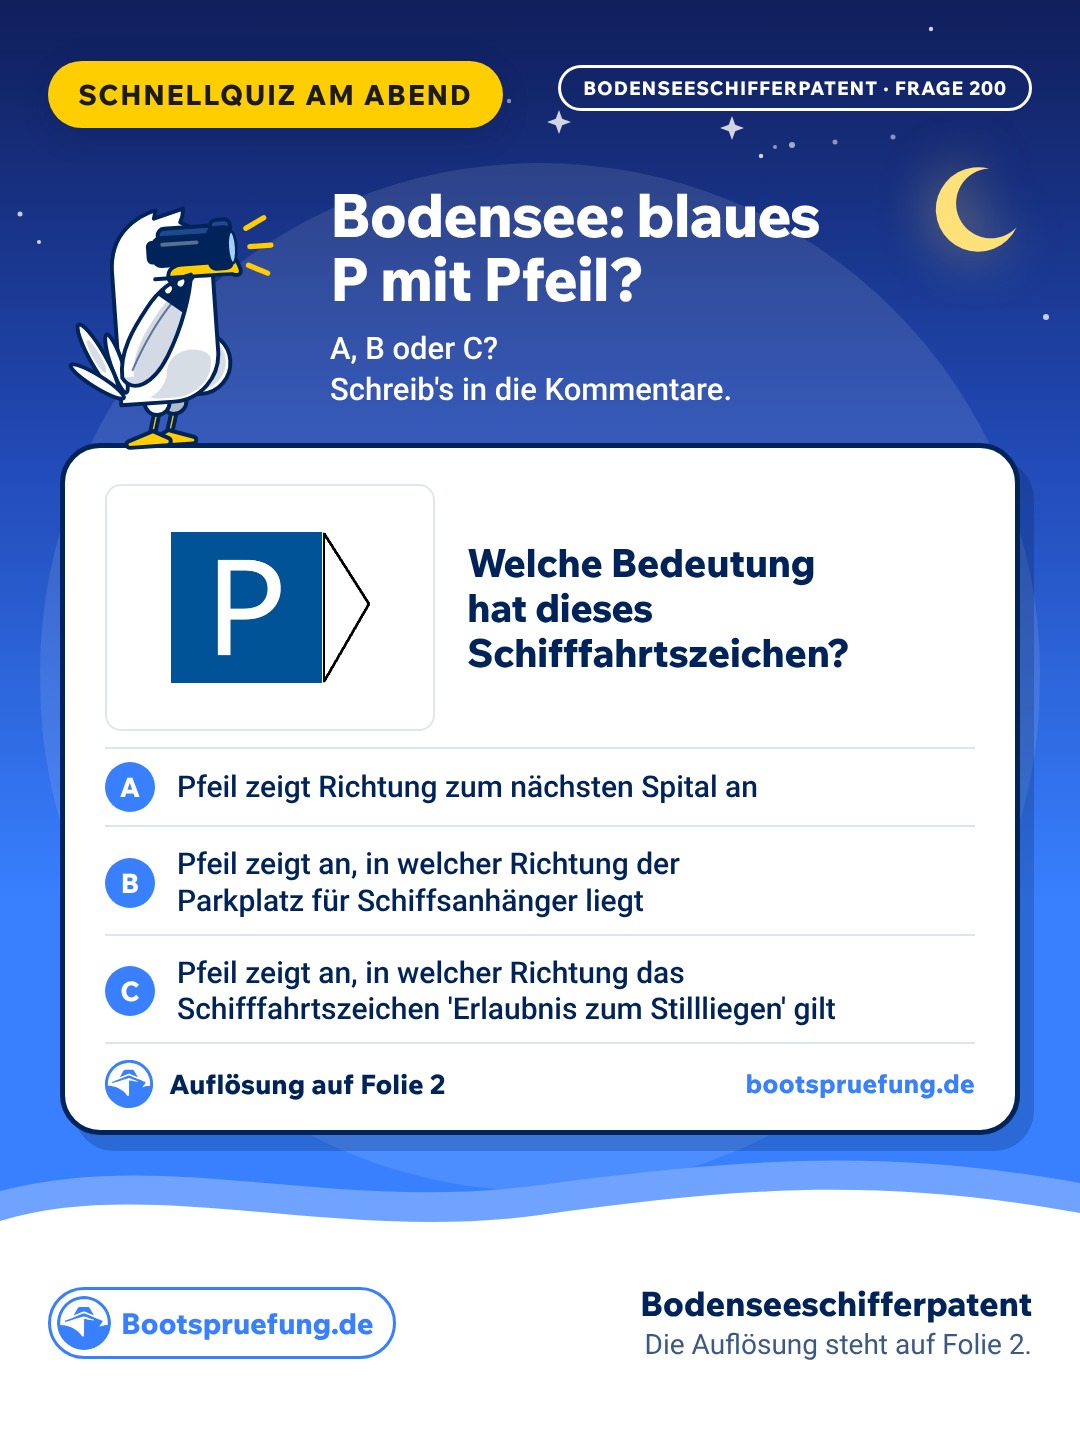 SCHNELLQUIZ AM ABEND
BODENSEESCHIFFERPATENT · FRAGE 200
Bodensee: blaues
P mit Pfeil?
A, B oder C?
Schreib's in die Kommentare.
P
Welche Bedeutung
hat dieses
Schifffahrtszeichen?
A Pfeil zeigt Richtung zum nächsten Spital an
B Pfeil zeigt an, in welcher Richtung der
Parkplatz für Schiffsanhänger liegt
C Pfeil zeigt an, in welcher Richtung das
Schifffahrtszeichen 'Erlaubnis zum Stillliegen' gilt
Auflösung auf Folie 2
bootspruefung.de
Bootspruefung.de
Bodenseeschifferpatent
Die Auflösung steht auf Folie 2.